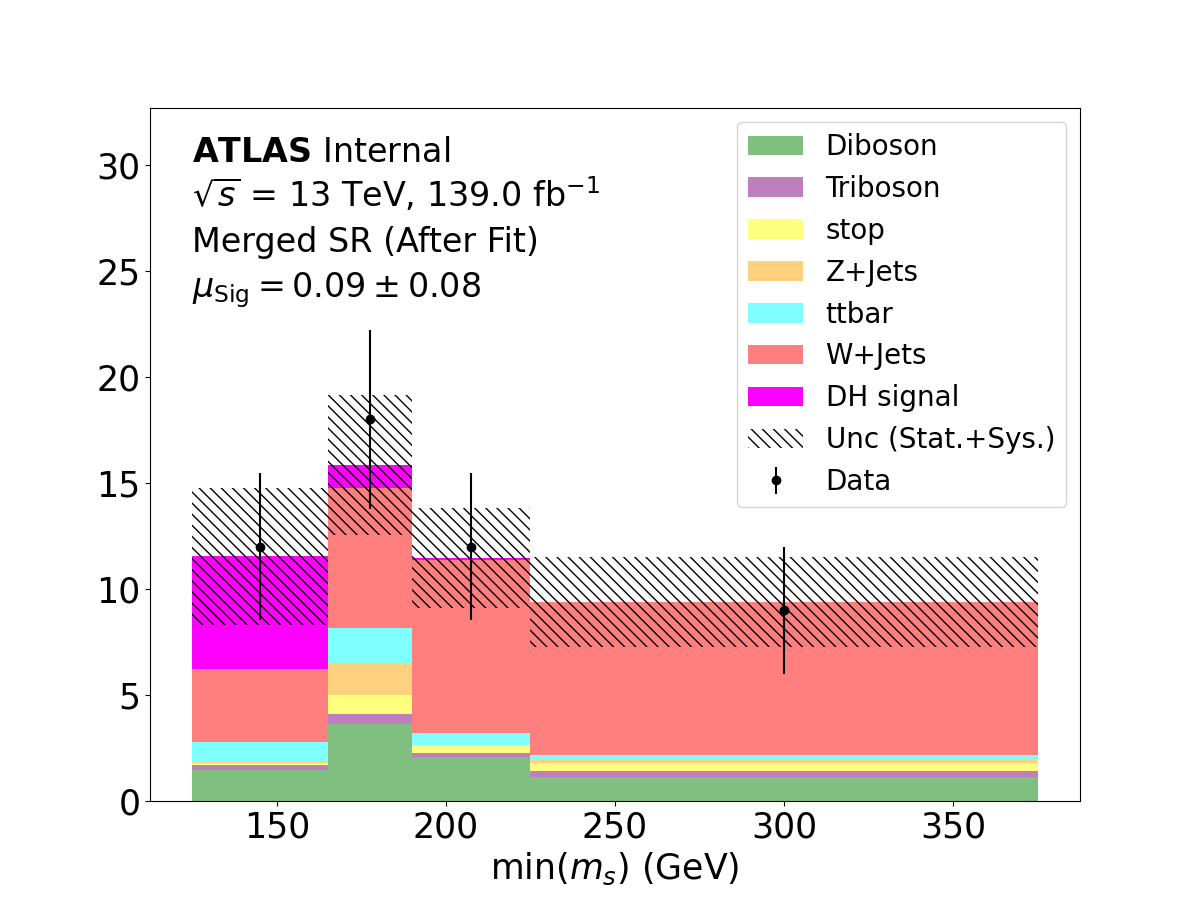 ATLAS Internal
√s = 13 TeV, 139.0 fb⁻¹
Merged SR (After Fit)
μ_Sig = 0.09 ± 0.08
Diboson
Triboson
stop
Z+Jets
ttbar
W+Jets
DH signal
Unc (Stat.+Sys.)
Data
30
25
20
15
10
5
0
150 200 250 300 350
min(m_s) (GeV)